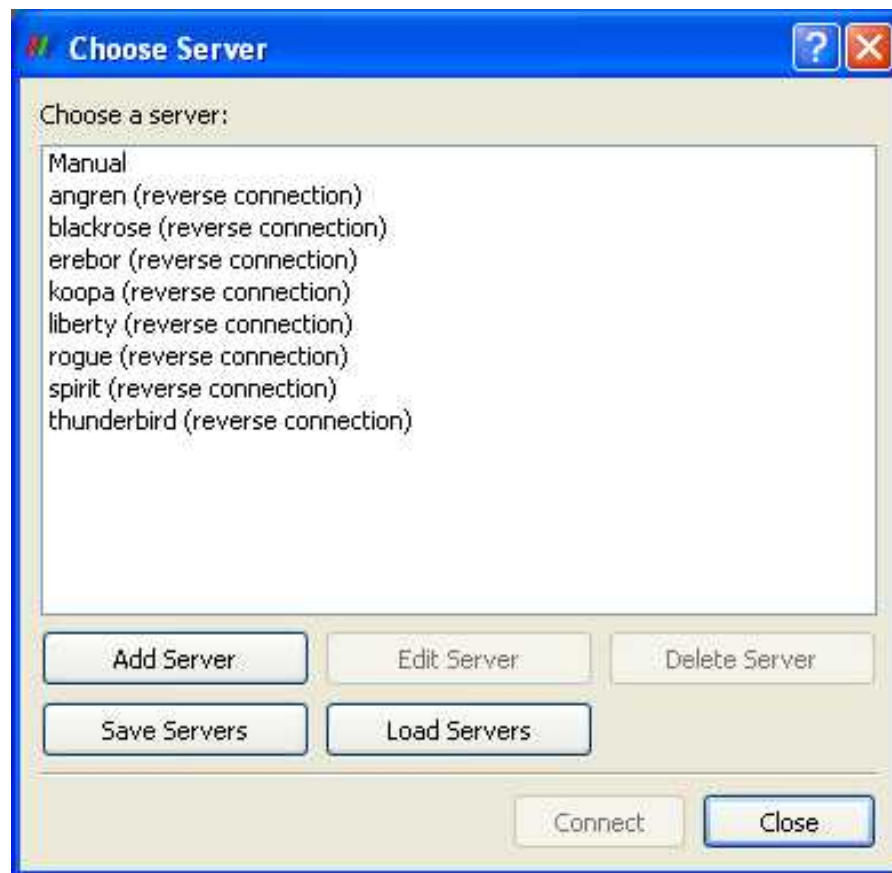 Choose Server
Choose a server:
Manual
angren (reverse connection)
blackrose (reverse connection)
erebor (reverse connection)
koopa (reverse connection)
liberty (reverse connection)
rogue (reverse connection)
spirit (reverse connection)
thunderbird (reverse connection)
Add Server Edit Server Delete Server
Save Servers Load Servers
Connect Close